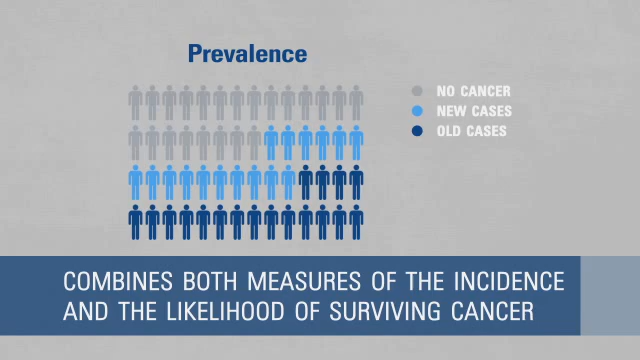 Prevalence
NO CANCER
NEW CASES
OLD CASES
COMBINES BOTH MEASURES OF THE INCIDENCE
AND THE LIKELIHOOD OF SURVIVING CANCER